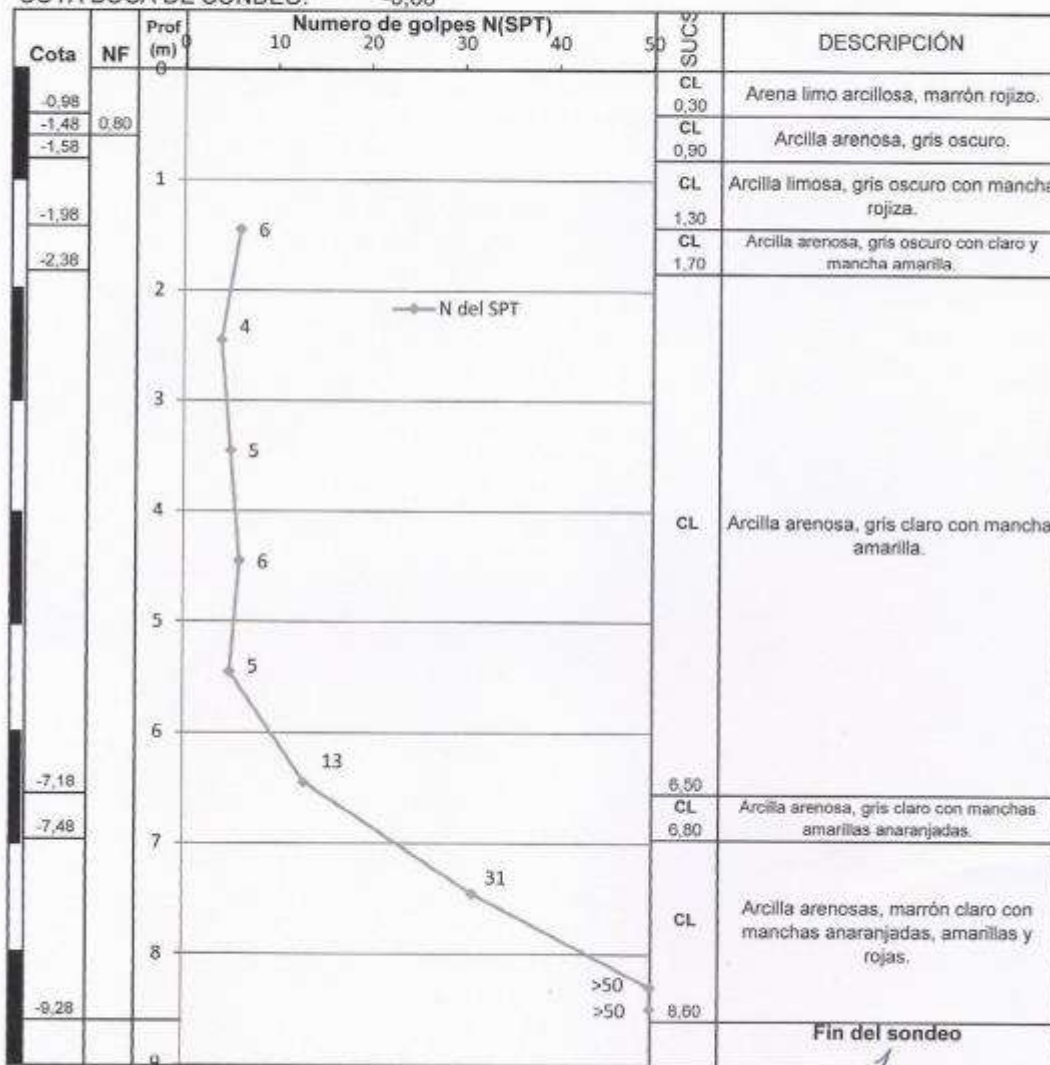 Numero de golpes N(SPT)
Cota NF Prof (m) 0 10 20 30 40 50 SUCS DESCRIPCIÓN
0
CL 0,30 Arena limo arcillosa, marrón rojizo.
-0,98
-1,48 0,80
-1,58
CL 0,90 Arcilla arenosa, gris oscuro.
1
CL 1,30 Arcilla limosa, gris oscuro con mancha
rojiza.
-1,98
6
CL 1,70 Arcilla arenosa, gris oscuro con claro y
mancha amarilla.
-2,38
2
N del SPT
4
3
5
4
CL Arcilla arenosa, gris claro con mancha
amarilla.
6
5
5
6
13
-7,18
6,50
CL 6,80 Arcilla arenosa, gris claro con manchas
amarillas anaranjadas.
-7,48
7
31
CL Arcilla arenosas, marrón claro con
manchas anaranjadas, amarillas y
rojas.
8
>50
-9,28 >50 8,60
Fin del sondeo